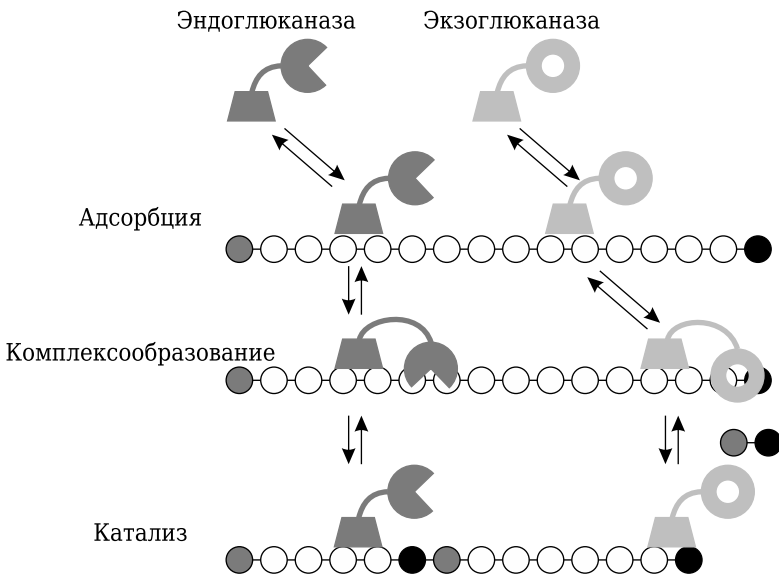 Эндоглюканаза
Экзоглюканаза
Адсорбция
Комплексообразование
Катализ